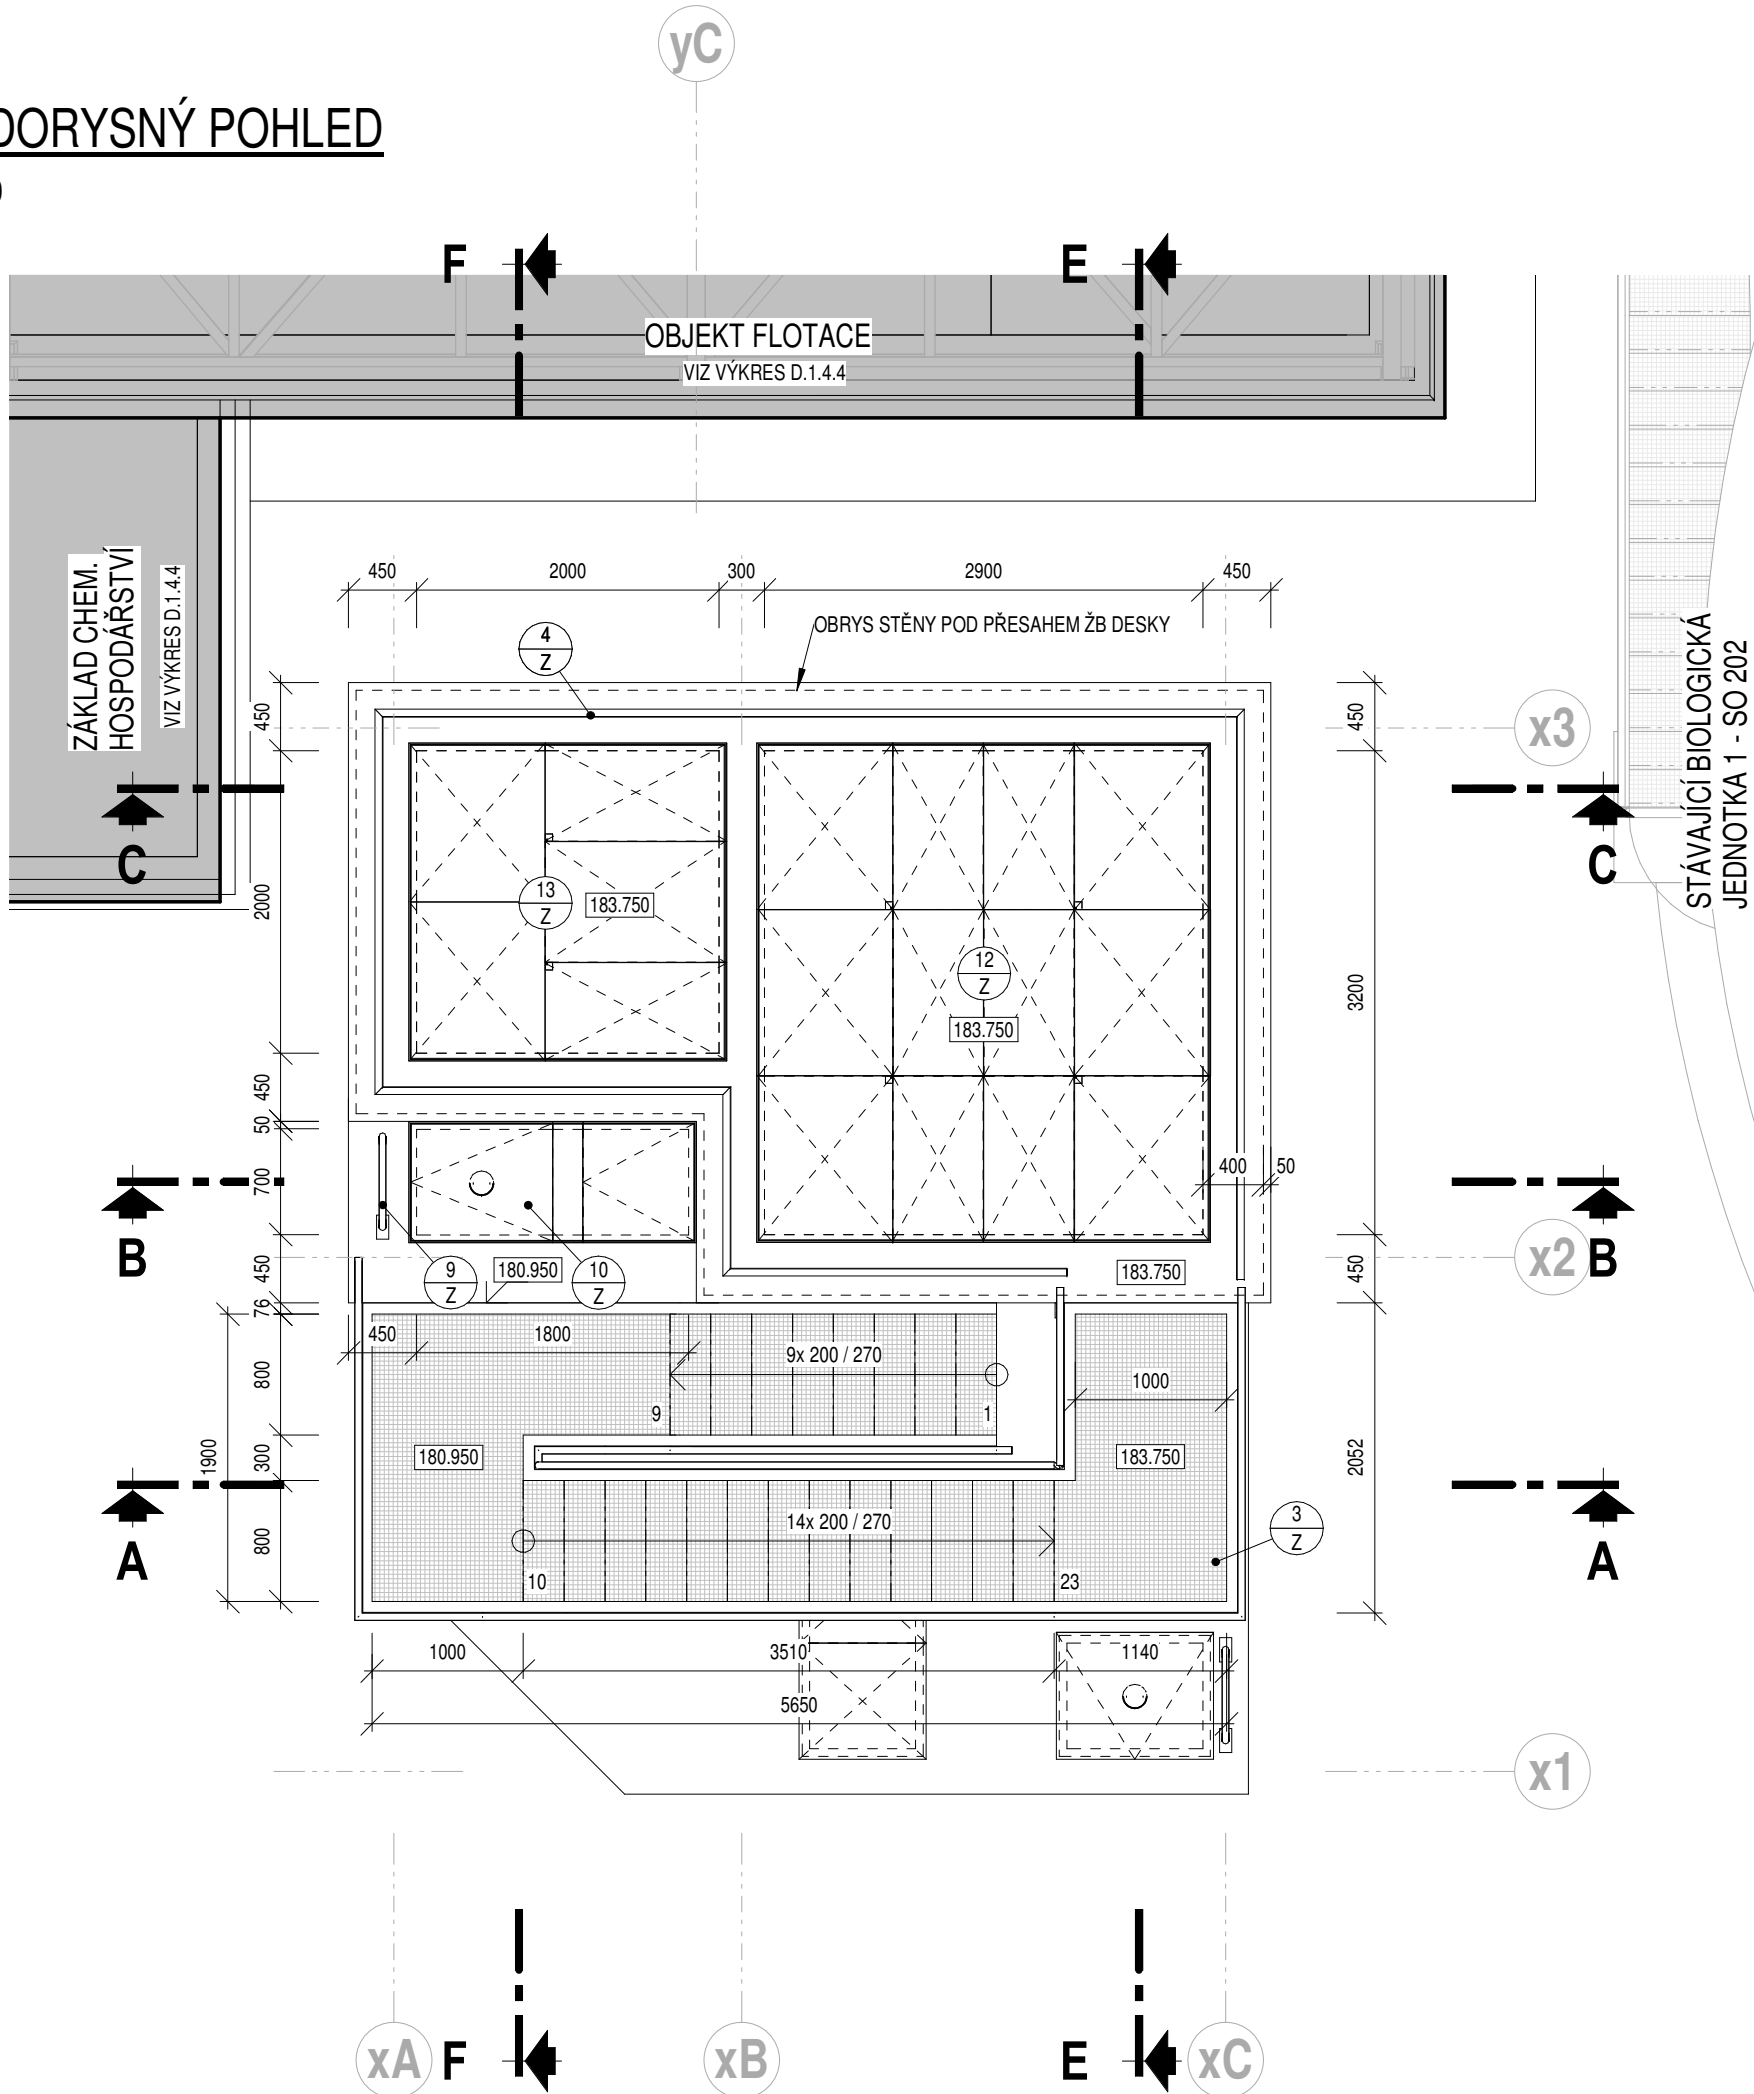 yC
DORYSNÝ POHLED
F
E
OBJEKT FLOTACE
VIZ VÝKRES D.1.4.4
ZÁKLAD CHEM.
HOSPODÁŘSTVÍ
VIZ VÝKRES D.1.4.4
450
2000
300
2900
450
OBRYS STĚNY POD PŘESAHEM ŽB DESKY
4
Z
STÁVAJÍCÍ BIOLOGICKÁ
JEDNOTKA 1 - SO 202
450
450
x3
C
C
2000
13
Z
183.750
12
Z
183.750
3200
450
50
700
400
50
B
B
450
9
Z
180.950
10
Z
183.750
450
x2
76
450
1800
9x 200 / 270
800
1000
9
1
1900
300
180.950
183.750
2052
14x 200 / 270
3
Z
800
A
A
10
23
1000
3510
1140
5650
x1
xA
F
xB
E
xC